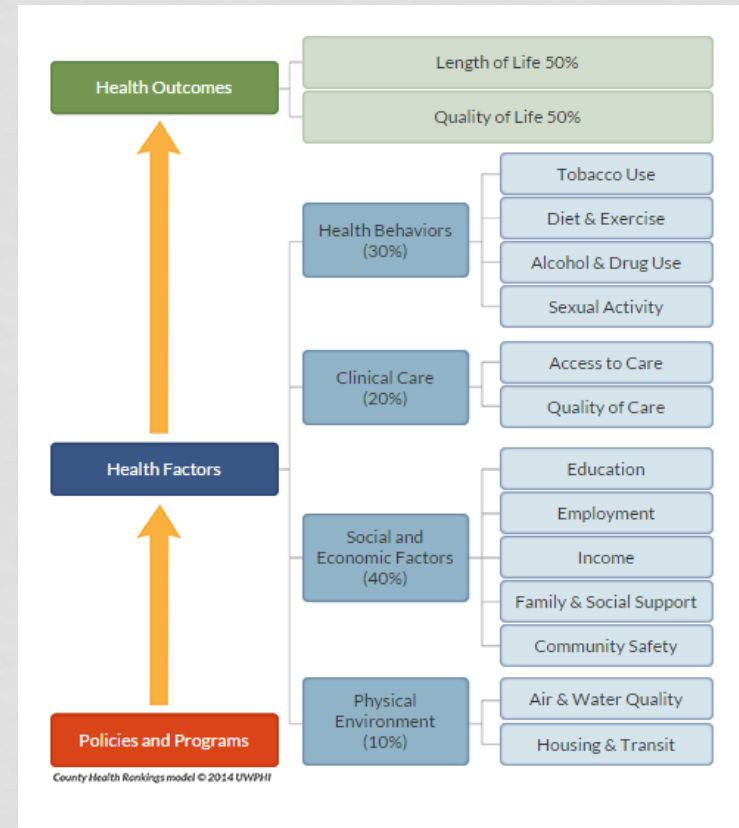 Health Outcomes
Length of Life 50%
Quality of Life 50%
Health Behaviors
(30%)
Tobacco Use
Diet & Exercise
Alcohol & Drug Use
Sexual Activity
Clinical Care
(20%)
Access to Care
Quality of Care
Health Factors
Social and
Economic Factors
(40%)
Education
Employment
Income
Family & Social Support
Community Safety
Physical
Environment
(10%)
Air & Water Quality
Housing & Transit
Policies and Programs
County Health Rankings model © 2014 UWPHI